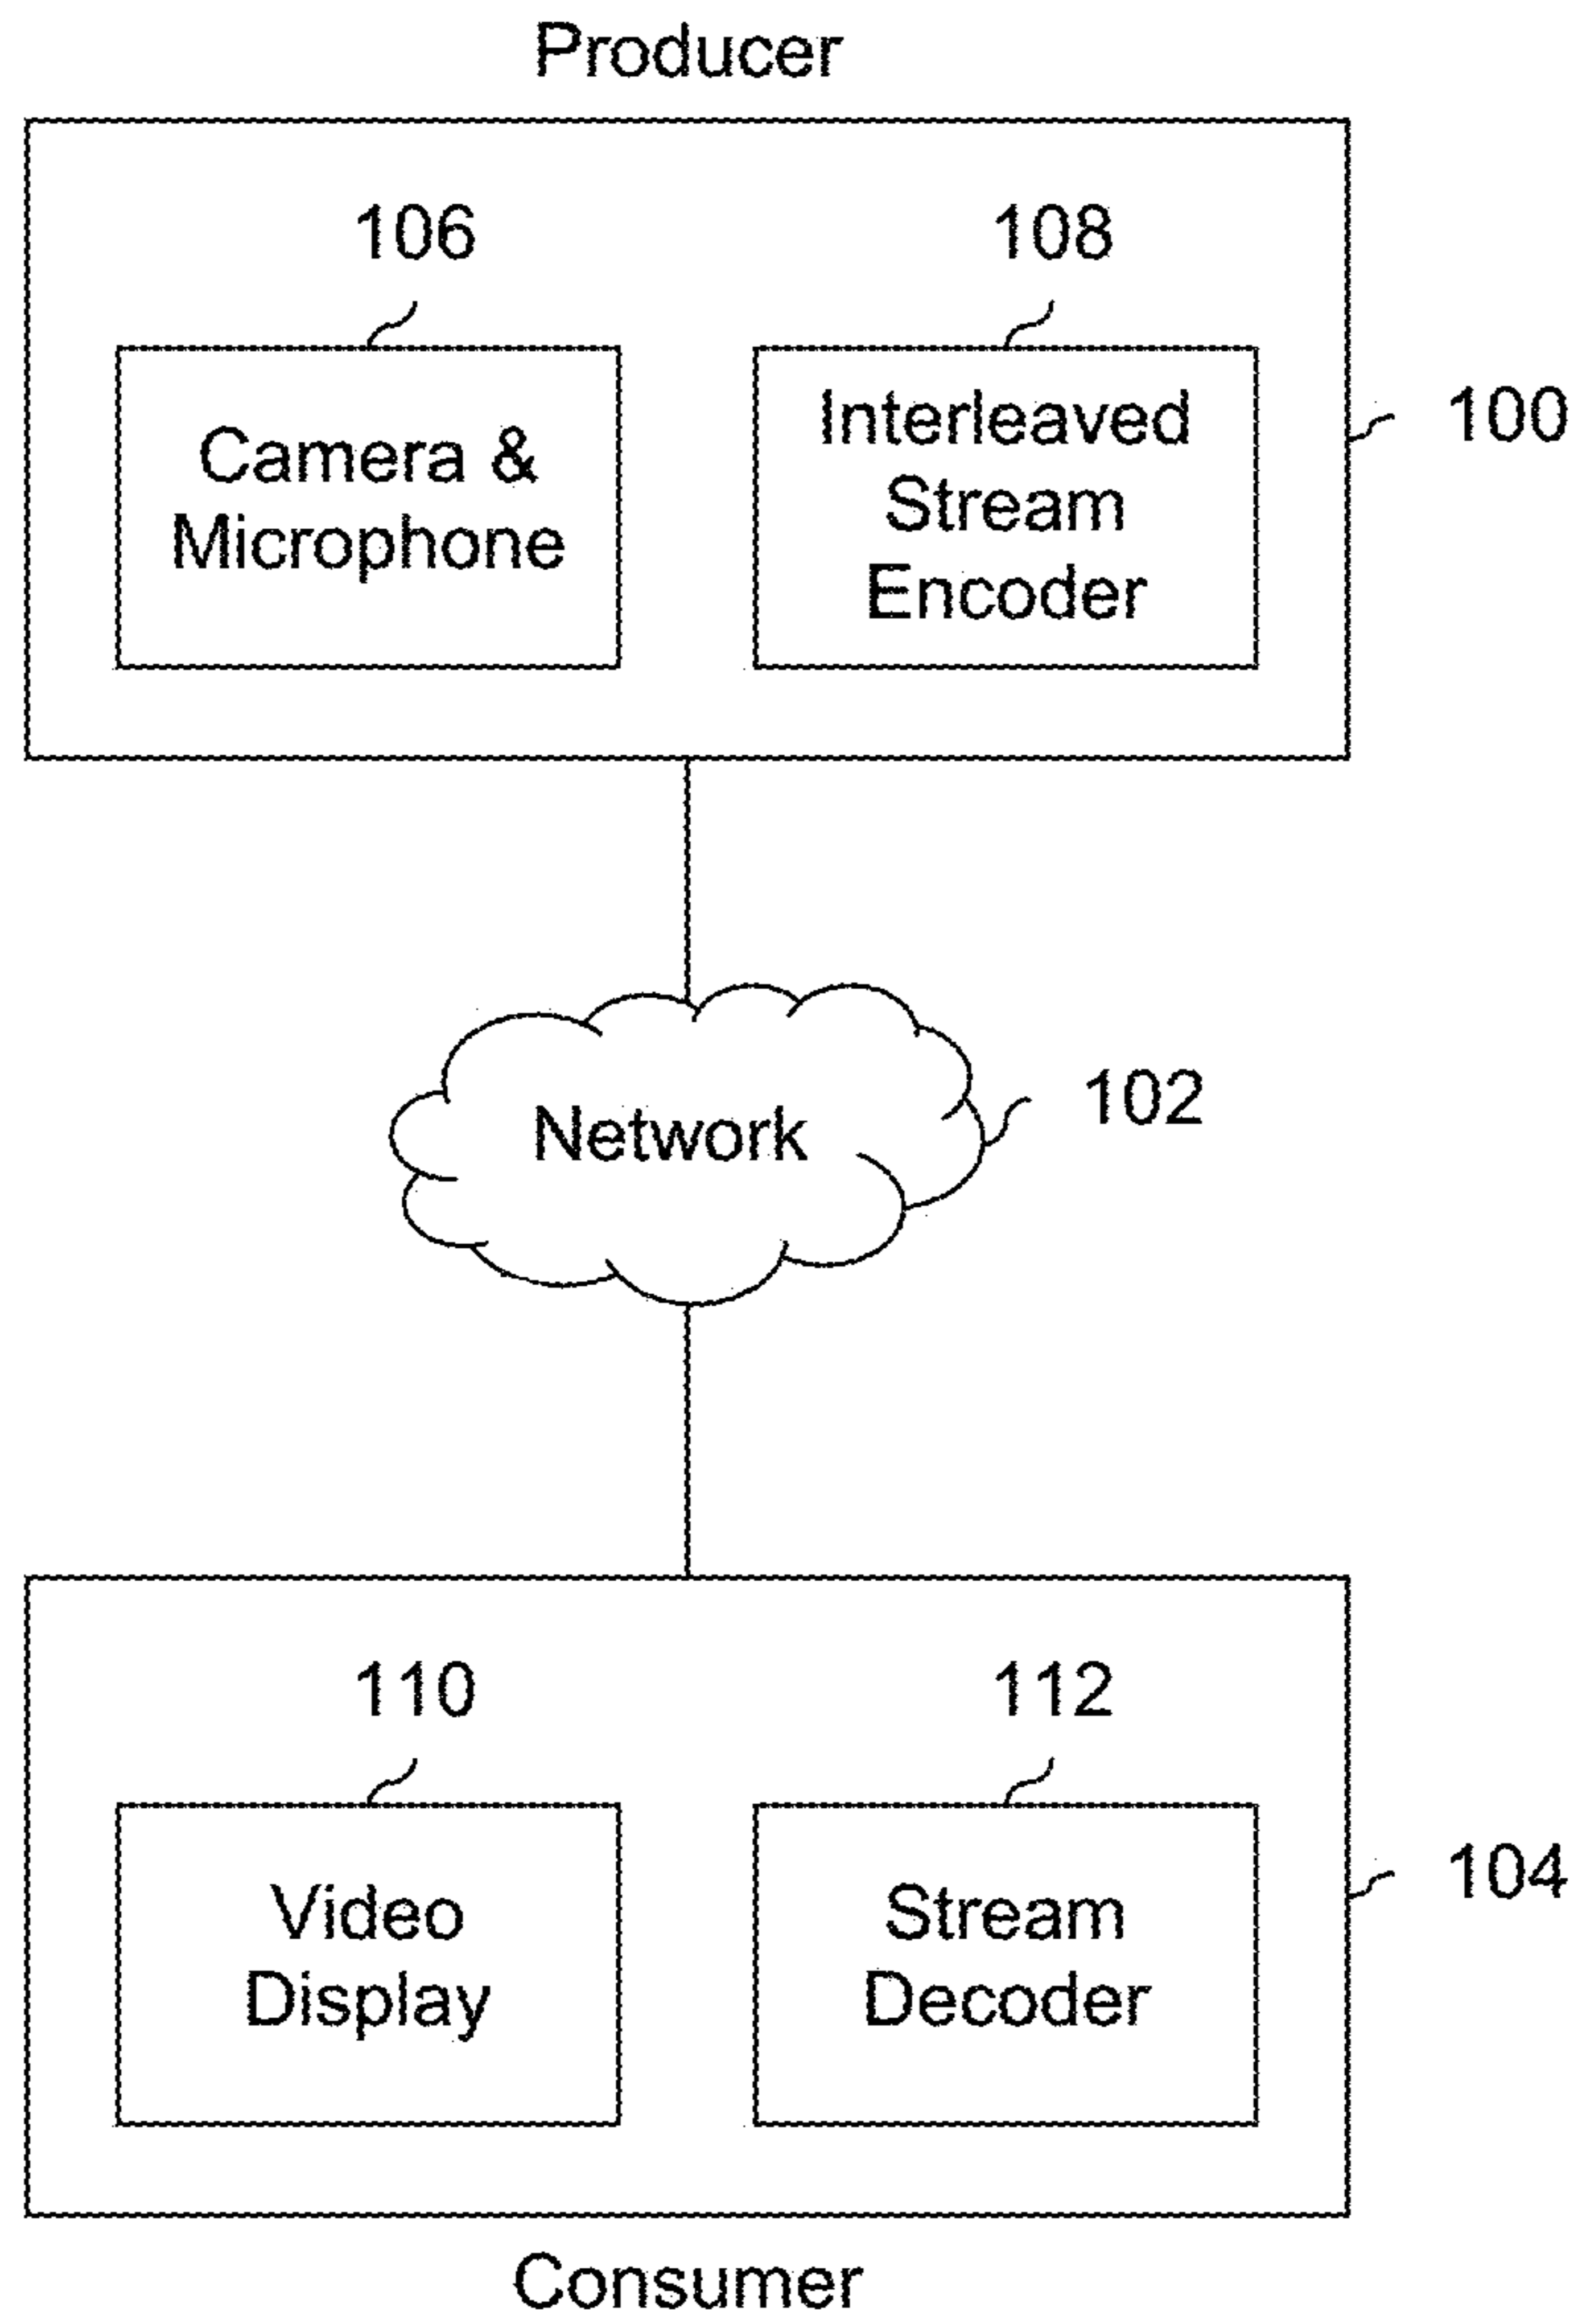 Producer
106
108
Camera &
Microphone
Interleaved
Stream
Encoder
100
Network
102
110
112
Video
Display
Stream
Decoder
104
Consumer